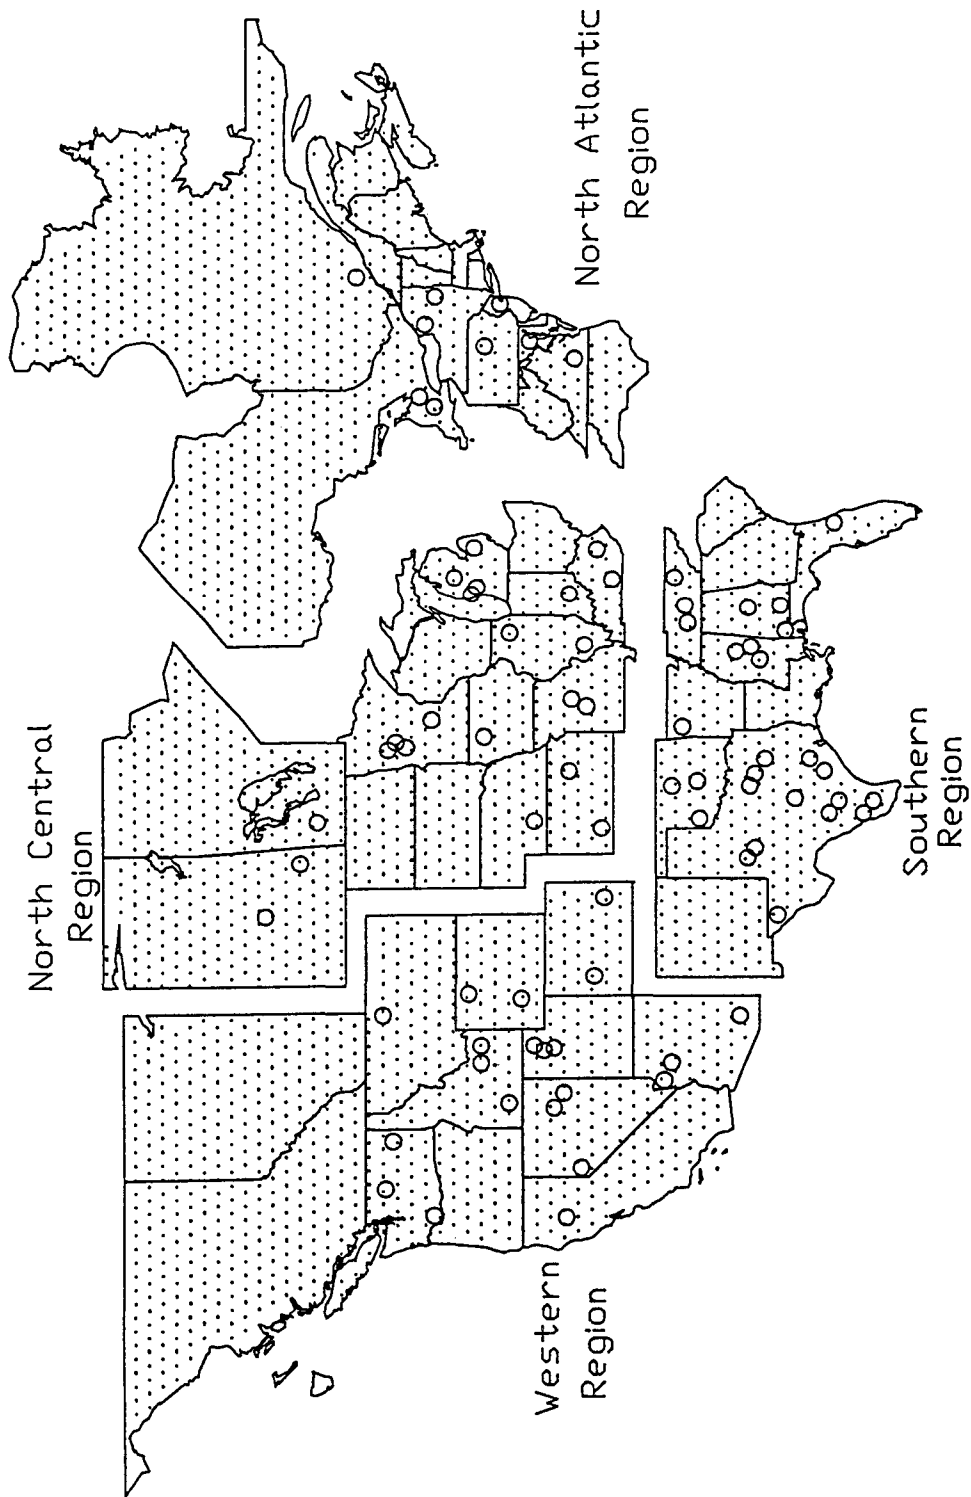 North Central
Region
North Atlantic
Region
Western
Region
Southern
Region